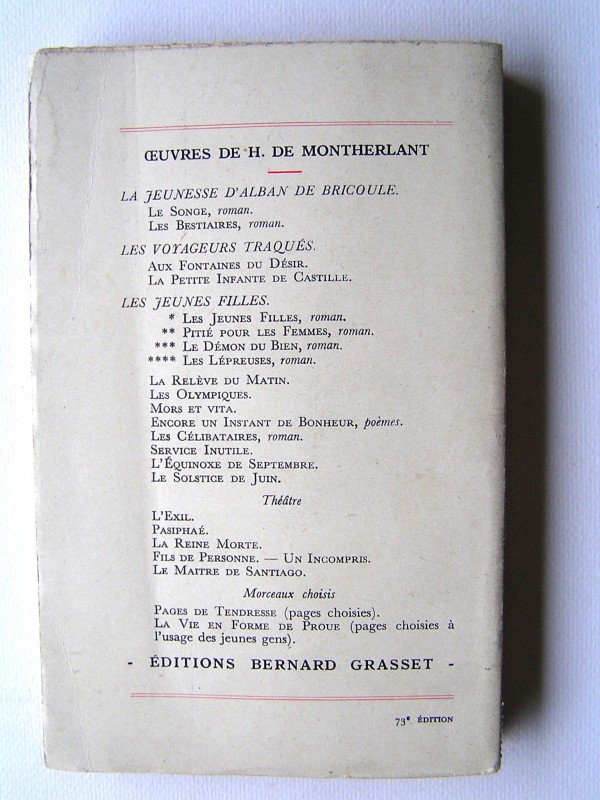 ŒUVRES DE H. DE MONTHERLANT
LA JEUNESSE D'ALBAN DE BRICOULE.
LE SONGE, roman.
LES BESTIAIRES, roman.
LES VOYAGEURS TRAQUÉS.
AUX FONTAINES DU DÉSIR.
LA PETITE INFANTE DE CASTILLE.
LES JEUNES FILLES.
* LES JEUNES FILLES, roman.
** PITIÉ POUR LES FEMMES, roman.
*** LE DÉMON DU BIEN, roman.
**** LES LÉPREUSES, roman.
LA RELÈVE DU MATIN.
LES OLYMPIQUES.
MORS ET VITA.
ENCORE UN INSTANT DE BONHEUR, poèmes.
LES CÉLIBATAIRES, roman.
SERVICE INUTILE.
L'ÉQUINOXE DE SEPTEMBRE.
LE SOLSTICE DE JUIN.
Théâtre
L'EXIL.
PASIPHAÉ.
LA REINE MORTE.
FILS DE PERSONNE. — UN INCOMPRIS.
LE MAITRE DE SANTIAGO.
Morceaux choisis
PAGES DE TENDRESSE (pages choisies).
LA VIE EN FORME DE PROUE (pages choisies à
l'usage des jeunes gens).
- ÉDITIONS BERNARD GRASSET -
73e ÉDITION